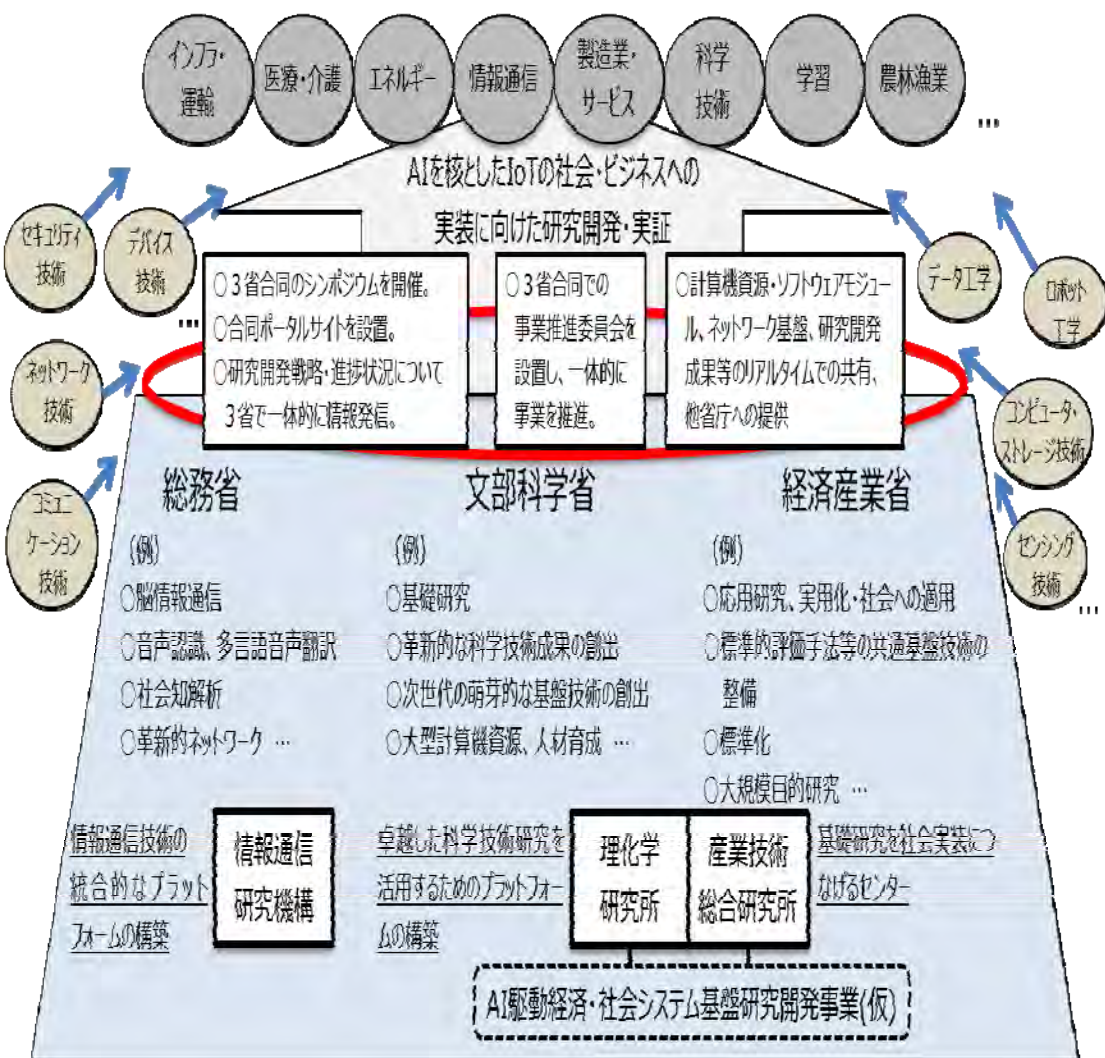 インフラ・
運輸
医療・介護
エネルギー
情報通信
製造業・
サービス
科学
技術
学習
農林漁業
…
AIを核としたIoTの社会・ビジネスへの
実装に向けた研究開発・実証
セキュリティ
技術
デバイス
技術
…
ネットワーク
技術
コミュニ
ケーション
技術
データ工学
ロボット
工学
コンピュータ・
ストレージ技術
センシング
技術
…
○3省合同のシンポジウムを開催。
○合同ポータルサイトを設置。
○研究開発戦略・進捗状況について
3省で一体的に情報発信。
○3省合同での
事業推進委員会を
設置し、一体的に
事業を推進。
○計算機資源・ソフトウェアモジュー
ル、ネットワーク基盤、研究開発
成果等のリアルタイムでの共有、
他省庁への提供
総務省
(例)
○脳情報通信
○音声認識、多言語音声翻訳
○社会知解析
○革新的ネットワーク …
文部科学省
(例)
○基礎研究
○革新的な科学技術成果の創出
○次世代の萌芽的な基盤技術の創出
○大型計算機資源、人材育成 …
経済産業省
(例)
○応用研究、実用化・社会への適用
○標準的評価手法等の共通基盤技術の
整備
○標準化
○大規模目的研究 …
情報通信技術の
統合的なプラット
フォームの構築
情報通信
研究機構
卓越した科学技術研究を
活用するためのプラットフォー
ムの構築
理化学
研究所
産業技術
総合研究所
基礎研究を社会実装につ
なげるセンター
AI駆動経済・社会システム基盤研究開発事業(仮)